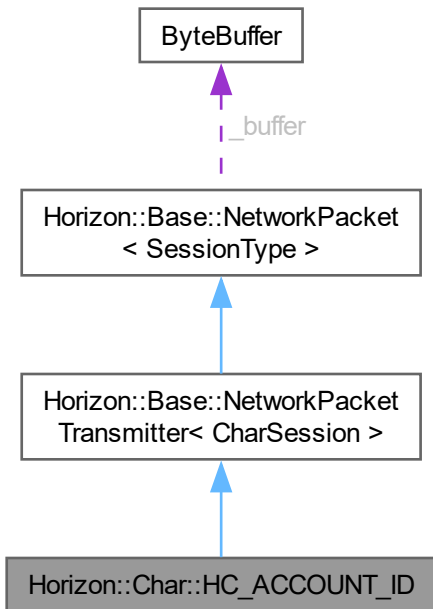 ByteBuffer
_buffer
Horizon::Base::NetworkPacket
< SessionType >
Horizon::Base::NetworkPacket
Transmitter< CharSession >
Horizon::Char::HC_ACCOUNT_ID